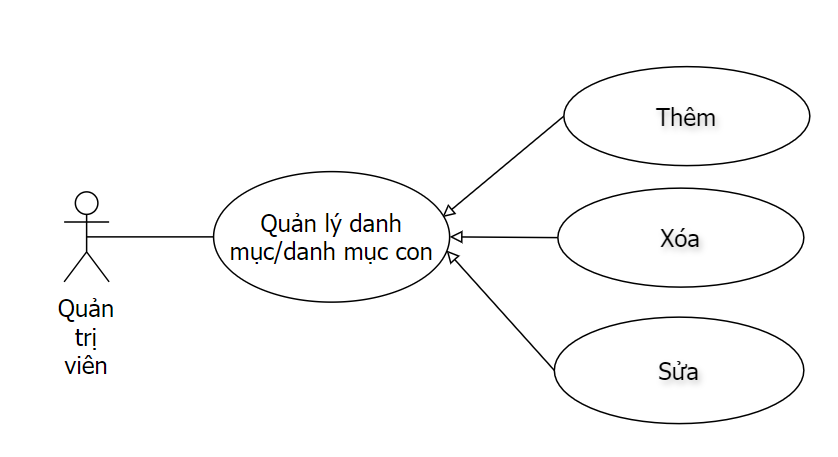 Thêm
Quản lý danh
mục/danh mục con
Xóa
Quản
trị
viên
Sửa